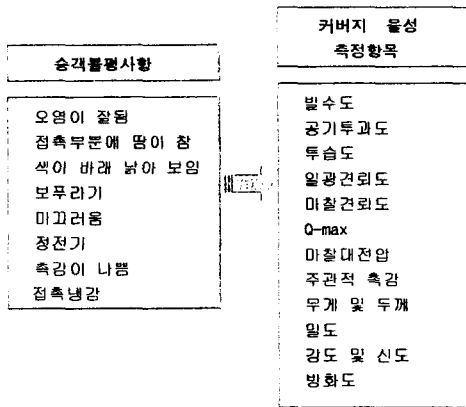 승객불평사항
오염이 잘됨
접촉부분에 땀이 참
색이 바래 낡아 보임
보푸라기
미끄러움
정전기
촉감이 나쁨
접촉냉감
커버지 물성
측정항목
발수도
공기투과도
투습도
일광견뢰도
마찰견뢰도
Q-max
마찰대전압
주관적 촉감
무게 및 두께
밀도
강도 및 신도
방화도